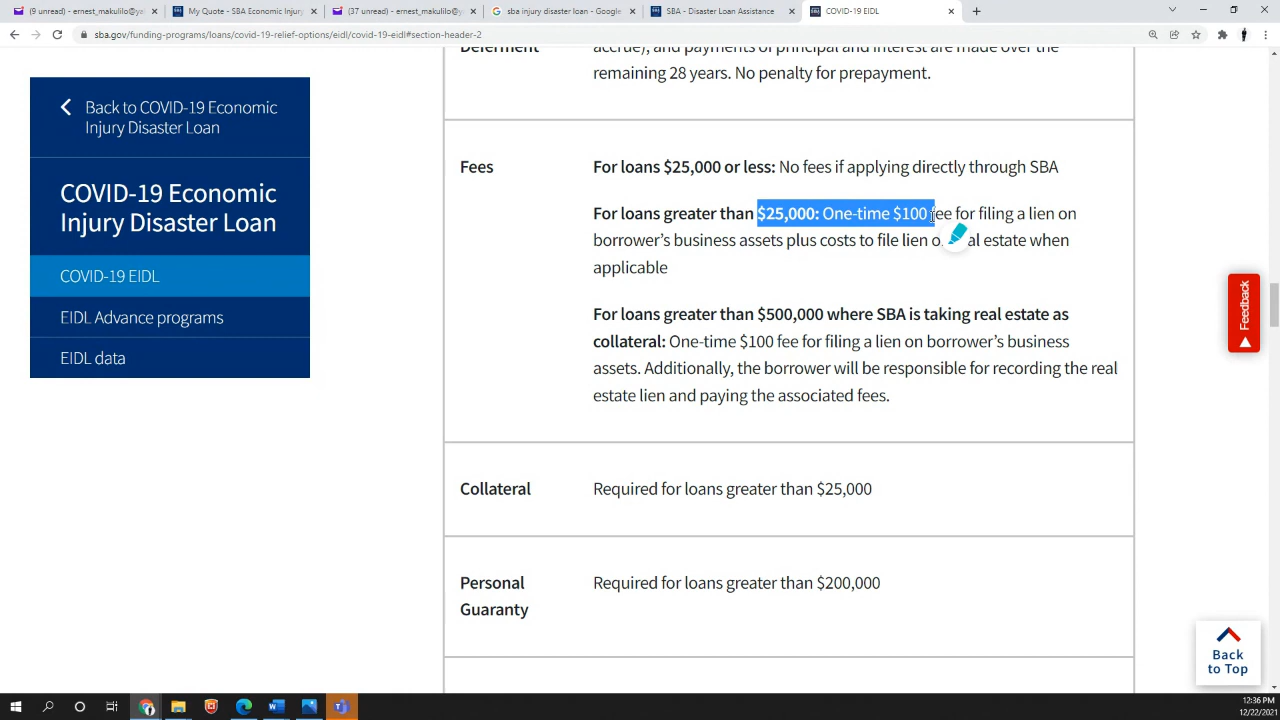 (9 unread) - ernest_makulilo@ya
My Quote - SBA Economic Injury
(37 unread) - ernest_makulilo@y
sba injury disaster loan - Google
SBA - Disaster Loan Assistance
COVID-19 EIDL
sba.gov/funding-programs/loans/covid-19-relief-options/eidl/covid-19-eidl#section-header-2
Back to COVID-19 Economic
Injury Disaster Loan
COVID-19 Economic
Injury Disaster Loan
COVID-19 EIDL
EIDL Advance programs
EIDL data
Deferment
accrue), and payments of principal and interest are made over the
remaining 28 years. No penalty for prepayment.
Fees
For loans $25,000 or less: No fees if applying directly through SBA
For loans greater than $25,000: One-time $100 fee for filing a lien on
borrower's business assets plus costs to file lien estate when
applicable
For loans greater than $500,000 where SBA is taking real estate as
collateral: One-time $100 fee for filing a lien on borrower's business
assets. Additionally, the borrower will be responsible for recording the real
estate lien and paying the associated fees.
Collateral
Required for loans greater than $25,000
Personal
Guaranty
Required for loans greater than $200,000
Feedback
Back
to Top
12:36 PM
12/22/2021